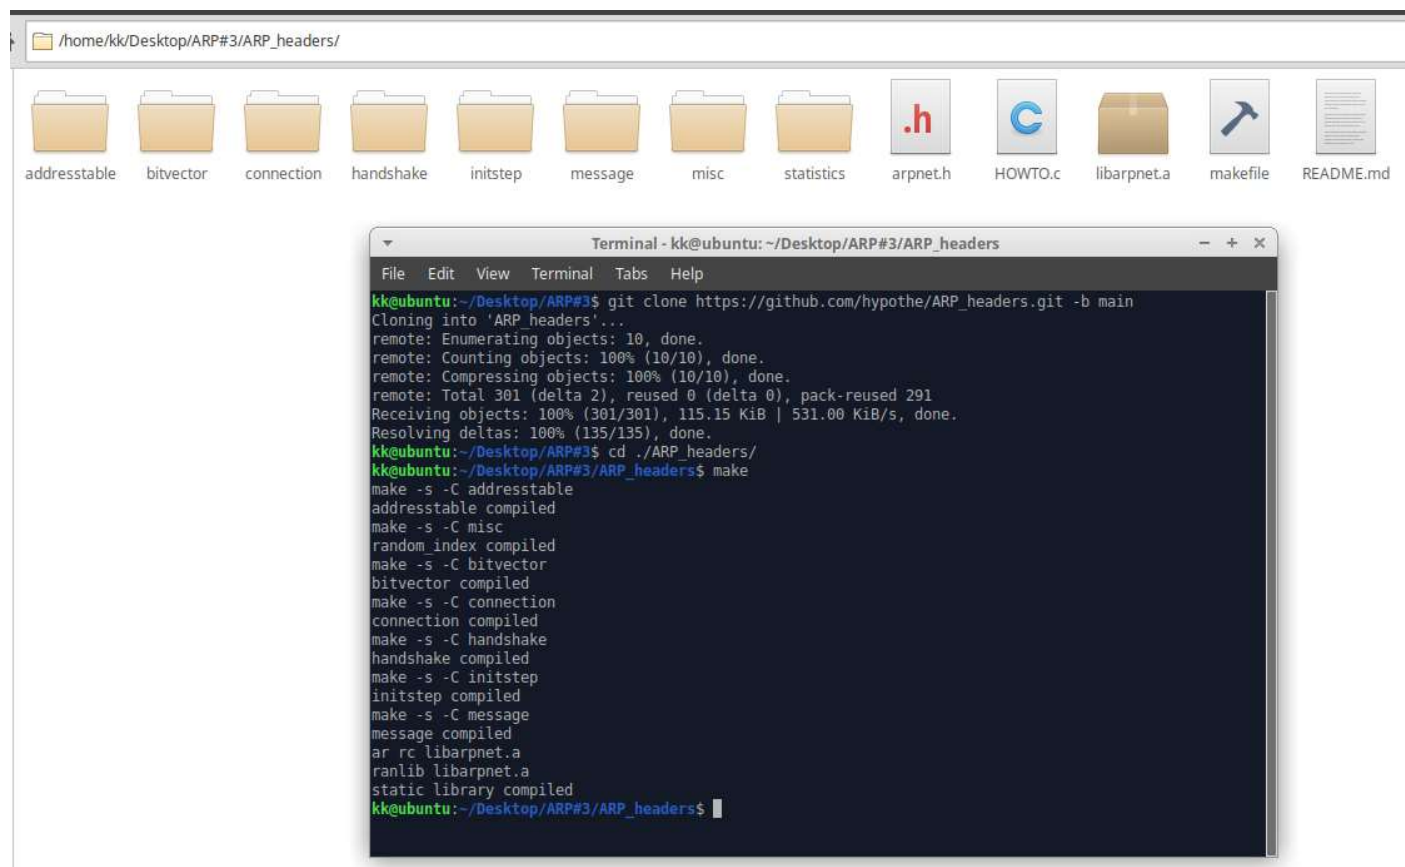 /home/kk/Desktop/ARP#3/ARP_headers/
.h
C
addresstable bitvector connection handshake initstep message misc statistics arpnet.h HOWTO.c libarpnet.a makefile README.md
Terminal - kk@ubuntu: ~/Desktop/ARP#3/ARP_headers
File Edit View Terminal Tabs Help
kk@ubuntu:~/Desktop/ARP#3$ git clone https://github.com/hypothe/ARP_headers.git -b main
Cloning into 'ARP_headers'...
remote: Enumerating objects: 10, done.
remote: Counting objects: 100% (10/10), done.
remote: Compressing objects: 100% (10/10), done.
remote: Total 301 (delta 2), reused 0 (delta 0), pack-reused 291
Receiving objects: 100% (301/301), 115.15 KiB | 531.00 KiB/s, done.
Resolving deltas: 100% (135/135), done.
kk@ubuntu:~/Desktop/ARP#3$ cd ./ARP_headers/
kk@ubuntu:~/Desktop/ARP#3/ARP_headers$ make
make -s -C addresstable
addresstable compiled
make -s -C misc
random_index compiled
make -s -C bitvector
bitvector compiled
make -s -C connection
connection compiled
make -s -C handshake
handshake compiled
make -s -C initstep
initstep compiled
make -s -C message
message compiled
ar rc libarpnet.a
ranlib libarpnet.a
static library compiled
kk@ubuntu:~/Desktop/ARP#3/ARP_headers$